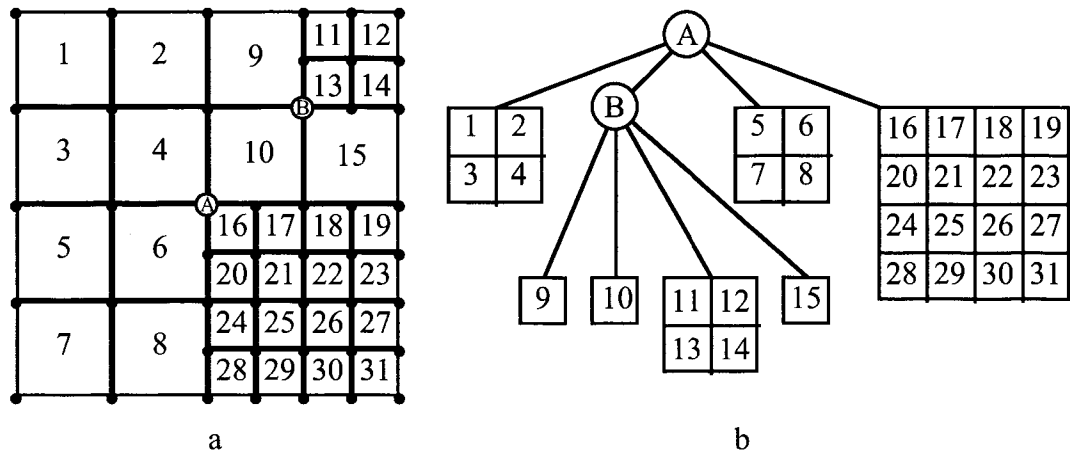 1 2 9 11 12
13 14
B
3 4 10 15
A
5 6 16 17 18 19
20 21 22 23
7 8 24 25 26 27
28 29 30 31
a
A
B
1 2
3 4
5 6
7 8
16 17 18 19
20 21 22 23
24 25 26 27
28 29 30 31
9 10 11 12 15
13 14
b